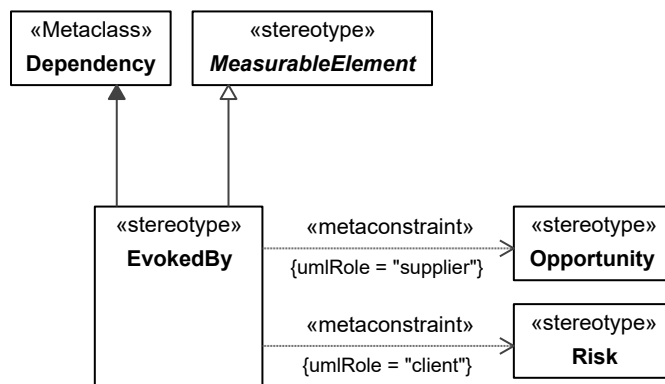 «Metaclass»
Dependency
«stereotype»
MeasurableElement
«stereotype»
EvokedBy
«metaconstraint»
{umlRole = "supplier"}
«stereotype»
Opportunity
«metaconstraint»
{umlRole = "client"}
«stereotype»
Risk